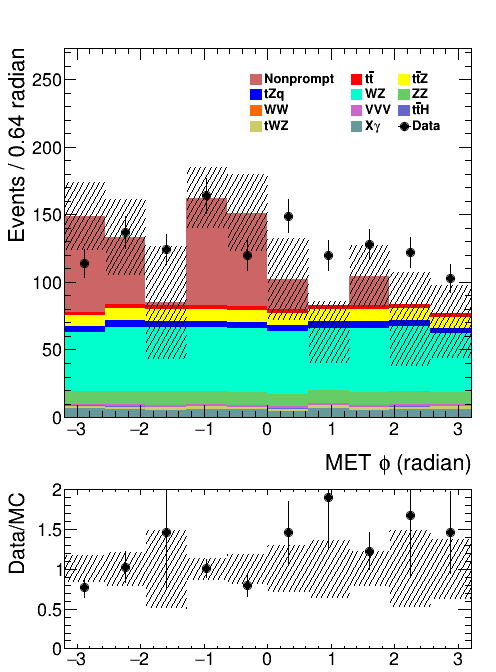 Events / 0.64 radian
250
200
150
100
50
0
Nonprompt tt̄ tt̄Z
tZq WZ ZZ
WW VVV tt̄H
tWZ Xγ Data
−3 −2 −1 0 1 2 3
MET ϕ (radian)
Data/MC
2
1.5
1
0.5
0
−3 −2 −1 0 1 2 3